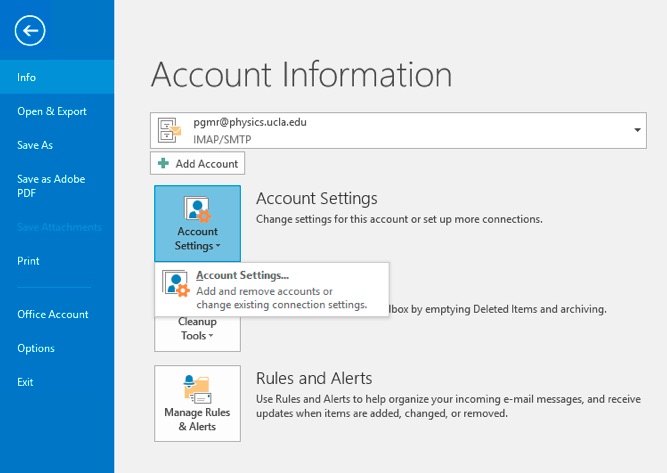 Info
Open & Export
Save As
Save as Adobe
PDF
Save Attachments
Print
Office Account
Options
Exit
Account Information
pgmr@physics.ucla.edu
IMAP/SMTP
Add Account
Account
Settings
Account Settings
Change settings for this account or set up more connections.
Account Settings...
Add and remove accounts or
change existing connection settings.
lbox by emptying Deleted Items and archiving.
Cleanup
Tools
Manage Rules
& Alerts
Rules and Alerts
Use Rules and Alerts to help organize your incoming e-mail messages, and receive
updates when items are added, changed, or removed.